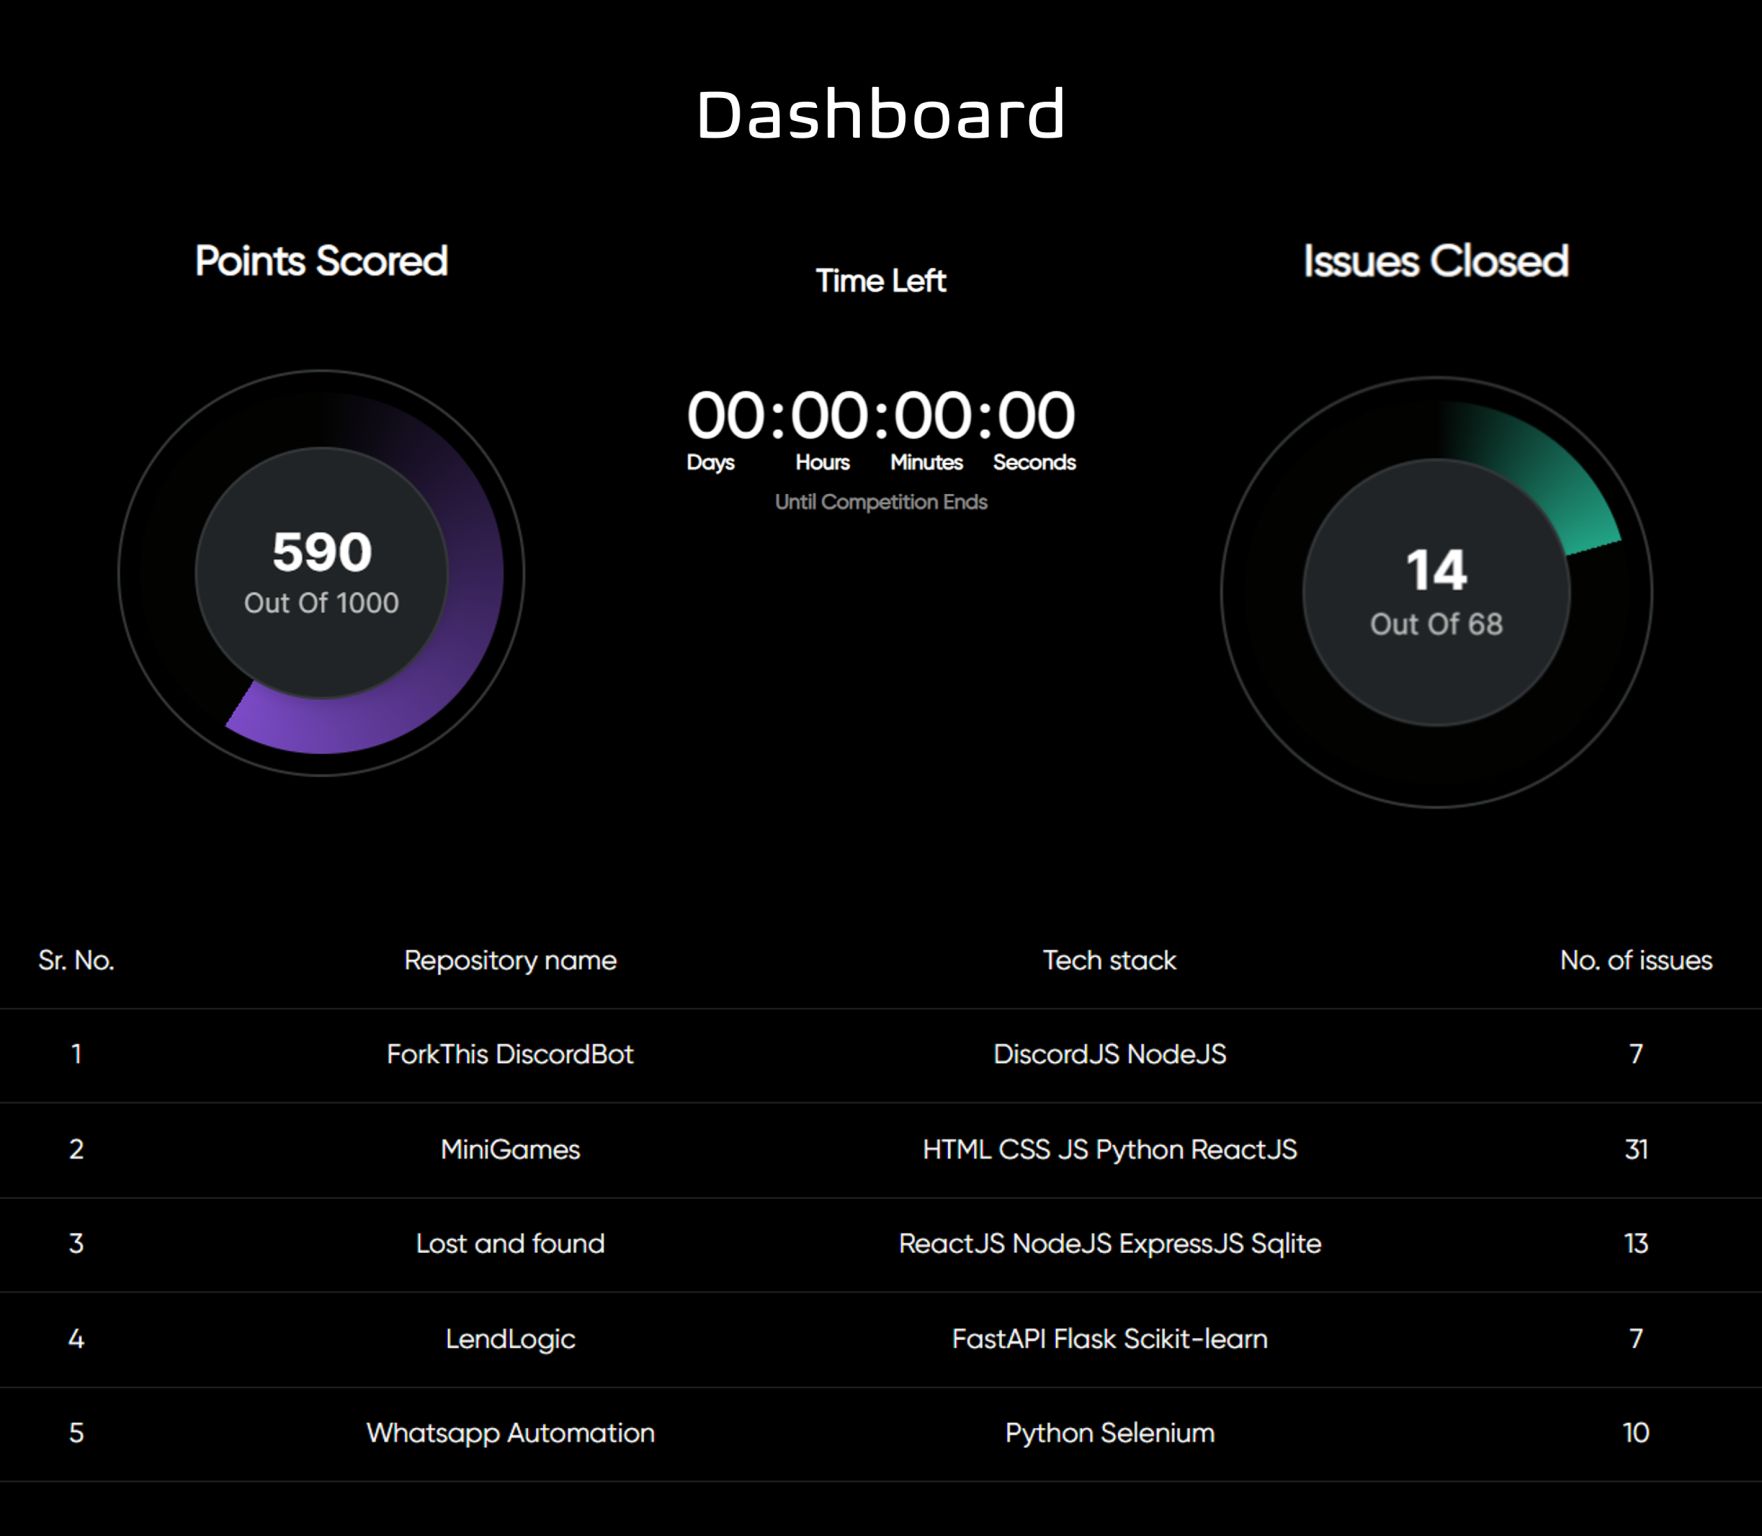 Dashboard
Points Scored
590
Out Of 1000
Time Left
00:00:00:00
Days Hours Minutes Seconds
Until Competition Ends
Issues Closed
14
Out Of 68
Sr. No. Repository name Tech stack No. of issues
1 ForkThis DiscordBot DiscordJS NodeJS 7
2 MiniGames HTML CSS JS Python ReactJS 31
3 Lost and found ReactJS NodeJS ExpressJS Sqlite 13
4 LendLogic FastAPI Flask Scikit-learn 7
5 Whatsapp Automation Python Selenium 10